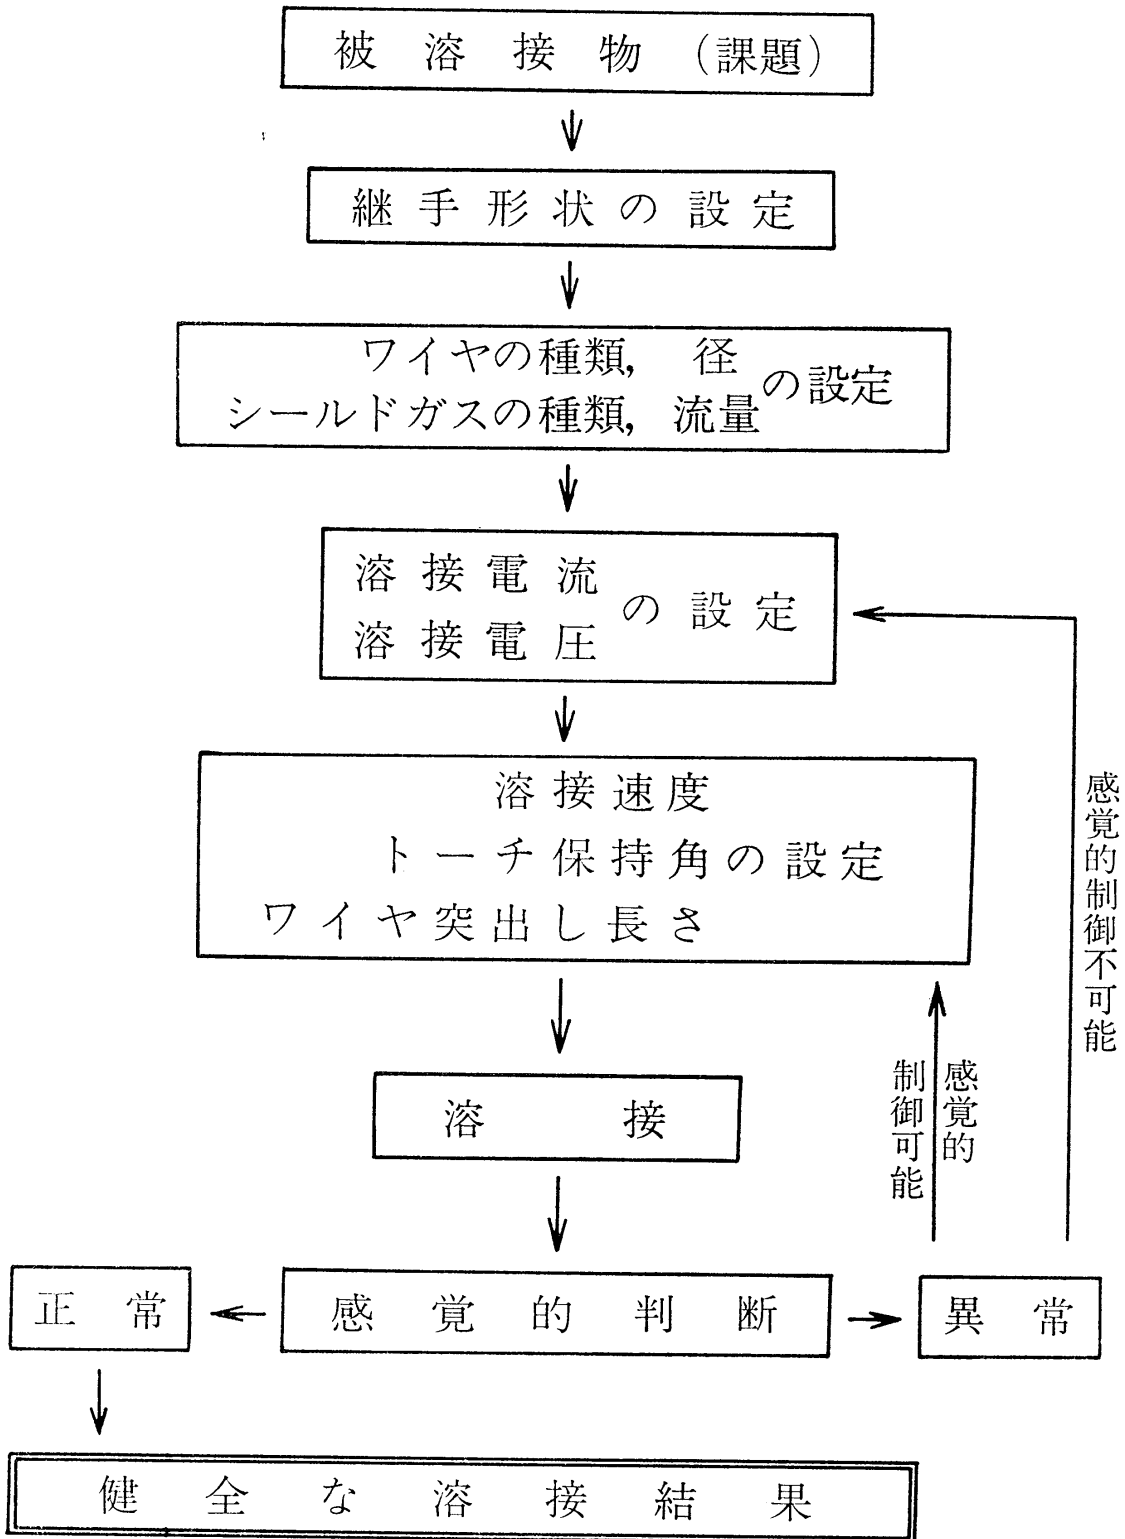 被溶接物(課題)
継手形状の設定
ワイヤの種類, 径
シールドガスの種類, 流量
の設定
溶接電流
溶接電圧
の設定
溶接速度
トーチ保持角の設定
ワイヤ突出し長さ
溶接
感覚的判断
正常
異常
感覚的
制御可能
感覚的制御不可能
健全な溶接結果